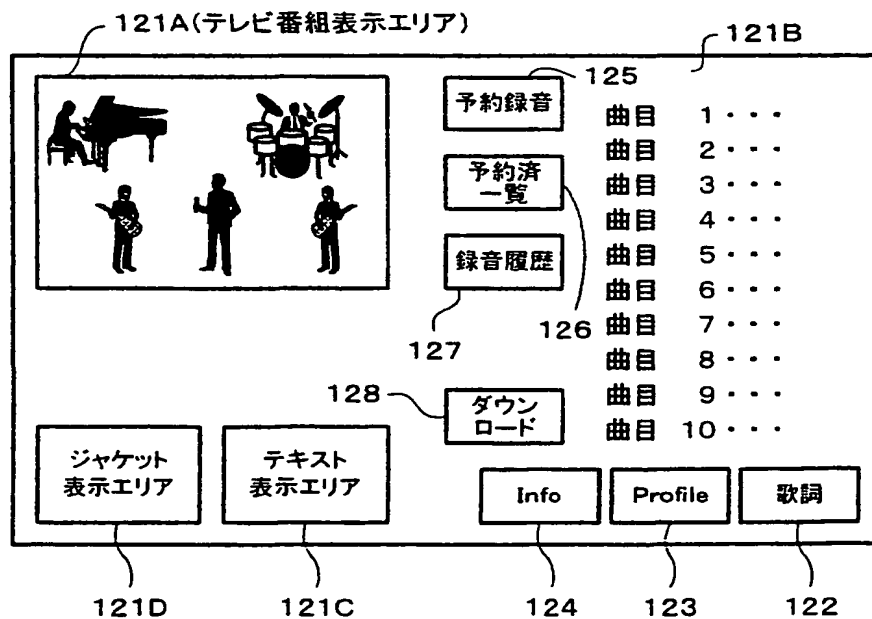 121A(テレビ番組表示エリア)
121B
125
予約録音
予約済
一覧
録音履歴
126
127
128
ダウン
ロード
曲目 1・・・
曲目 2・・・
曲目 3・・・
曲目 4・・・
曲目 5・・・
曲目 6・・・
曲目 7・・・
曲目 8・・・
曲目 9・・・
曲目 10・・・
ジャケット
表示エリア
テキスト
表示エリア
Info
Profile
歌詞
121D
121C
124
123
122